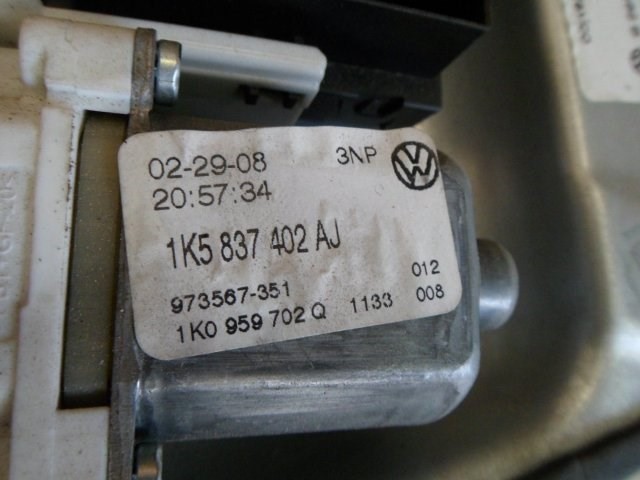 02-29-08 3NP
20:57:34
1K5 837 402 AJ
973567-351 012
1K0 959 702 Q 1133 008